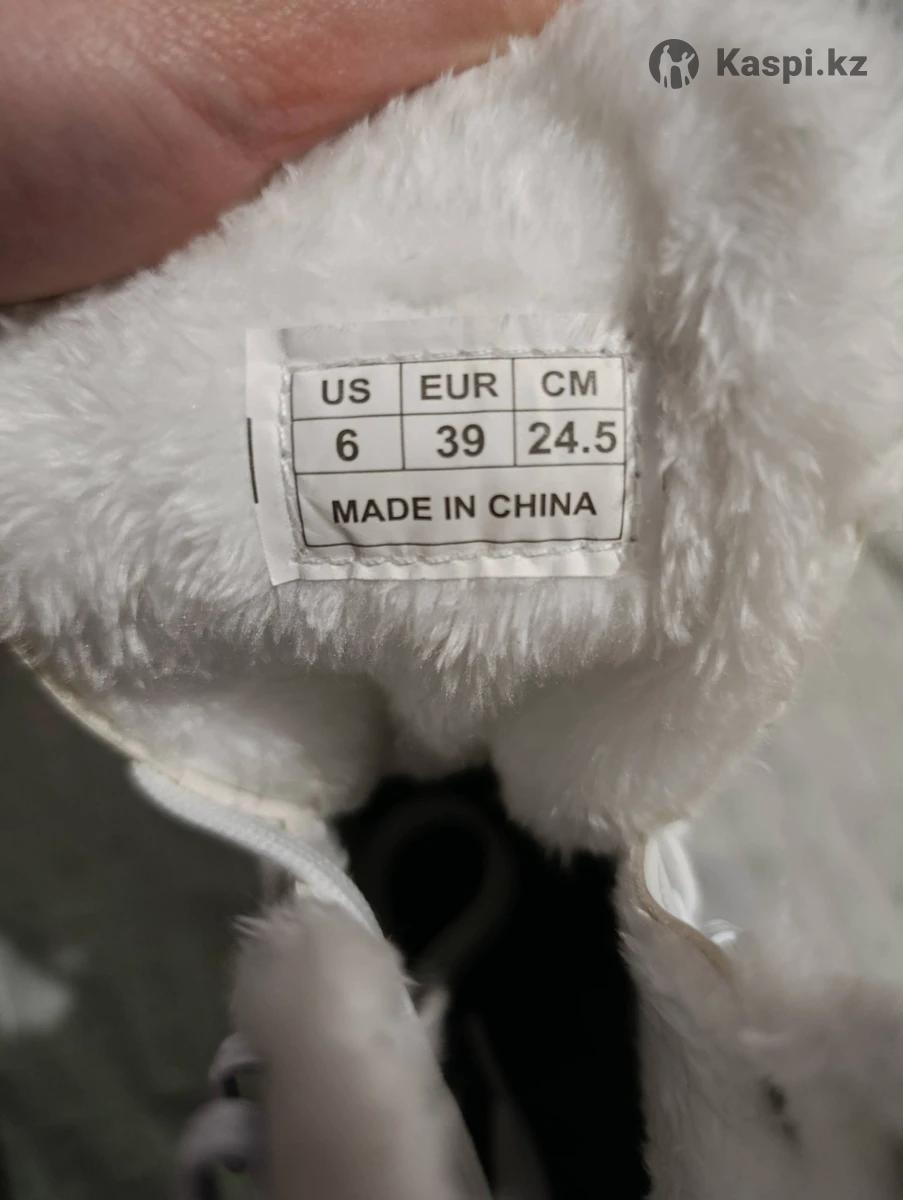 Kaspi.kz
US EUR CM
6 39 24.5
MADE IN CHINA